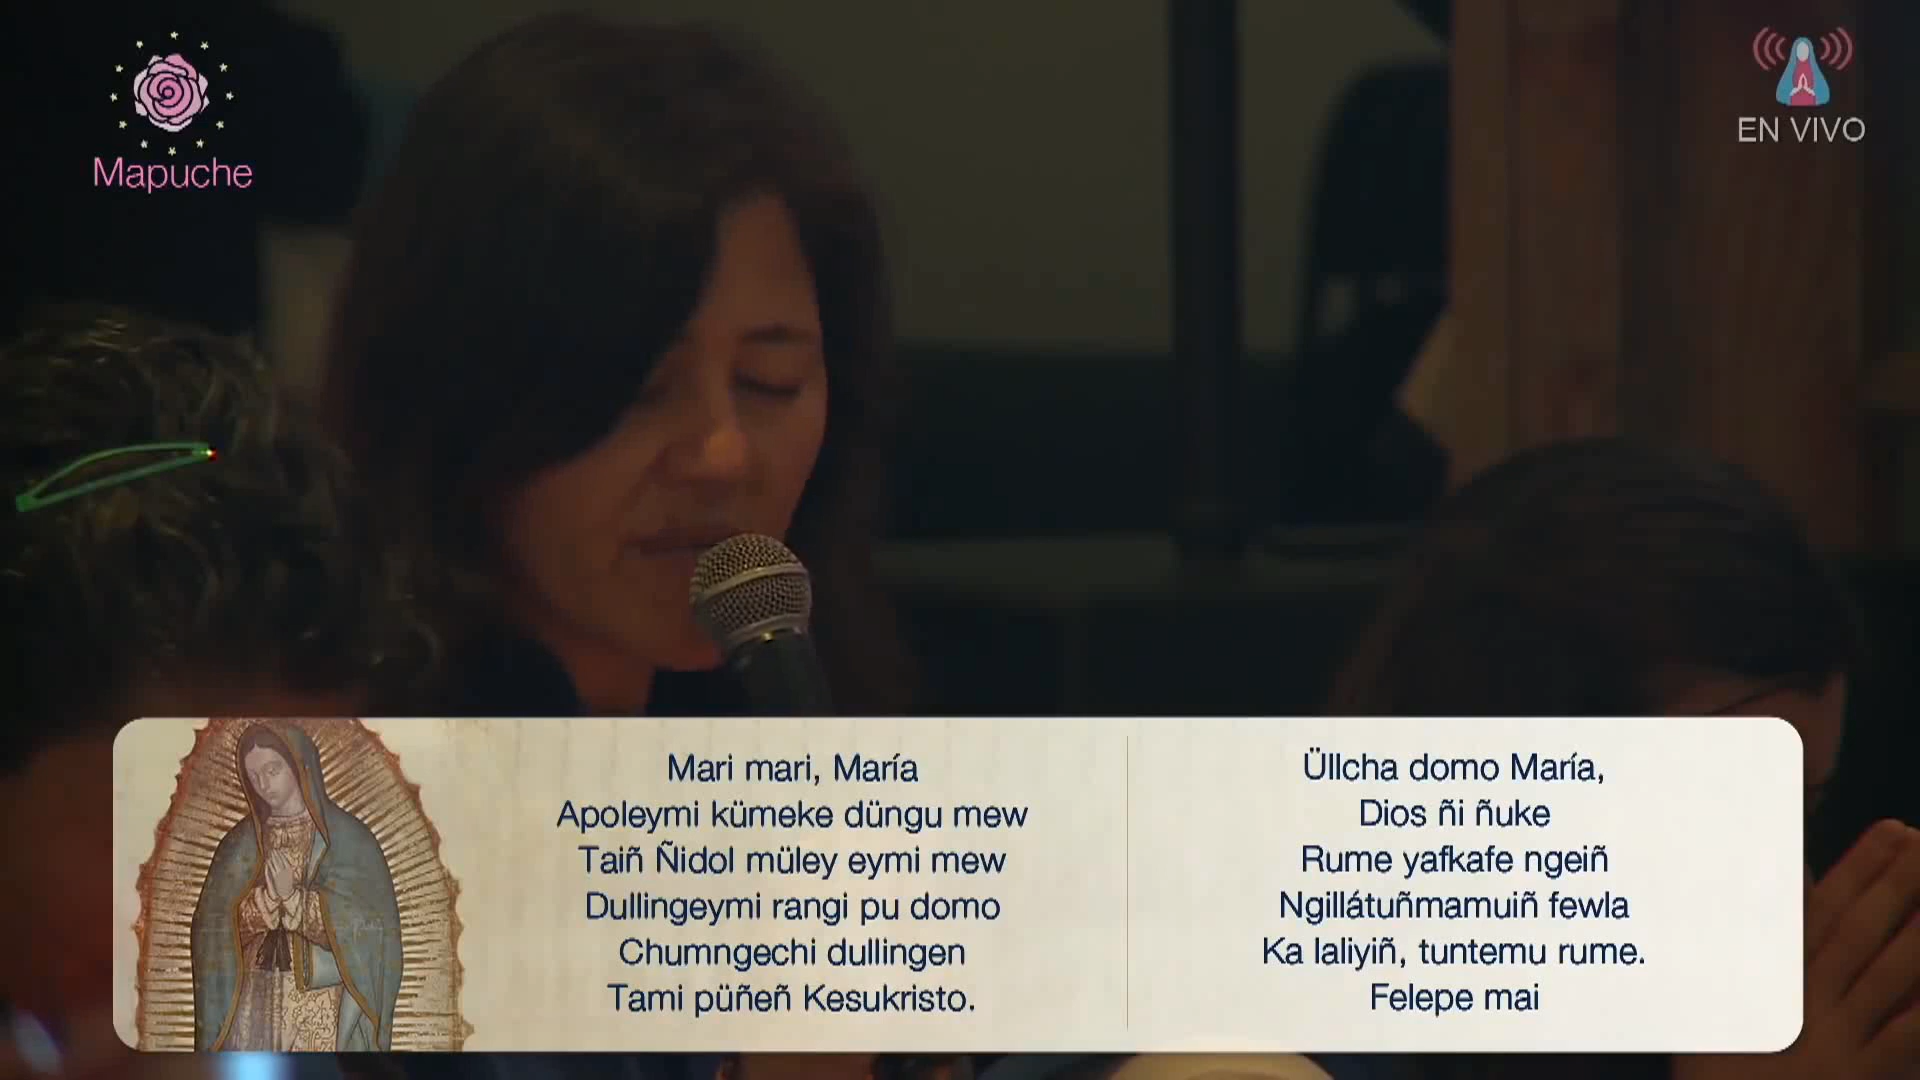 Mapuche
EN VIVO
Mari mari, María
Apoleymi kümeke düngu mew
Taiñ Ñidol müley eymi mew
Dullingeymi rangi pu domo
Chumngechi dullingen
Tami püñeñ Kesukristo.
Üllcha domo María,
Dios ñi ñuke
Rume yafkafe ngeiñ
Ngillátuñmamuiñ fewla
Ka laliyiñ, tuntemu rume.
Felepe mai